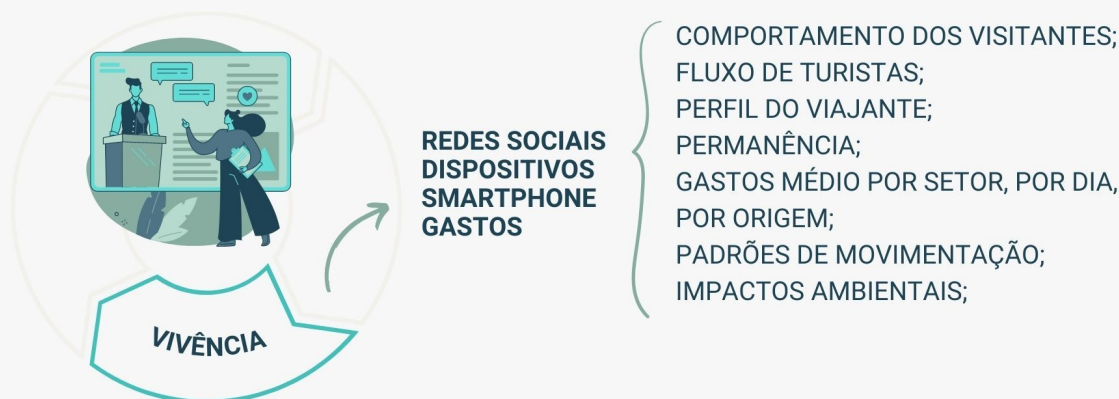 VIVÊNCIA
REDES SOCIAIS
DISPOSITIVOS
SMARTPHONE
GASTOS
COMPORTAMENTO DOS VISITANTES;
FLUXO DE TURISTAS;
PERFIL DO VIAJANTE;
PERMANÊNCIA;
GASTOS MÉDIO POR SETOR, POR DIA,
POR ORIGEM;
PADRÕES DE MOVIMENTAÇÃO;
IMPACTOS AMBIENTAIS;